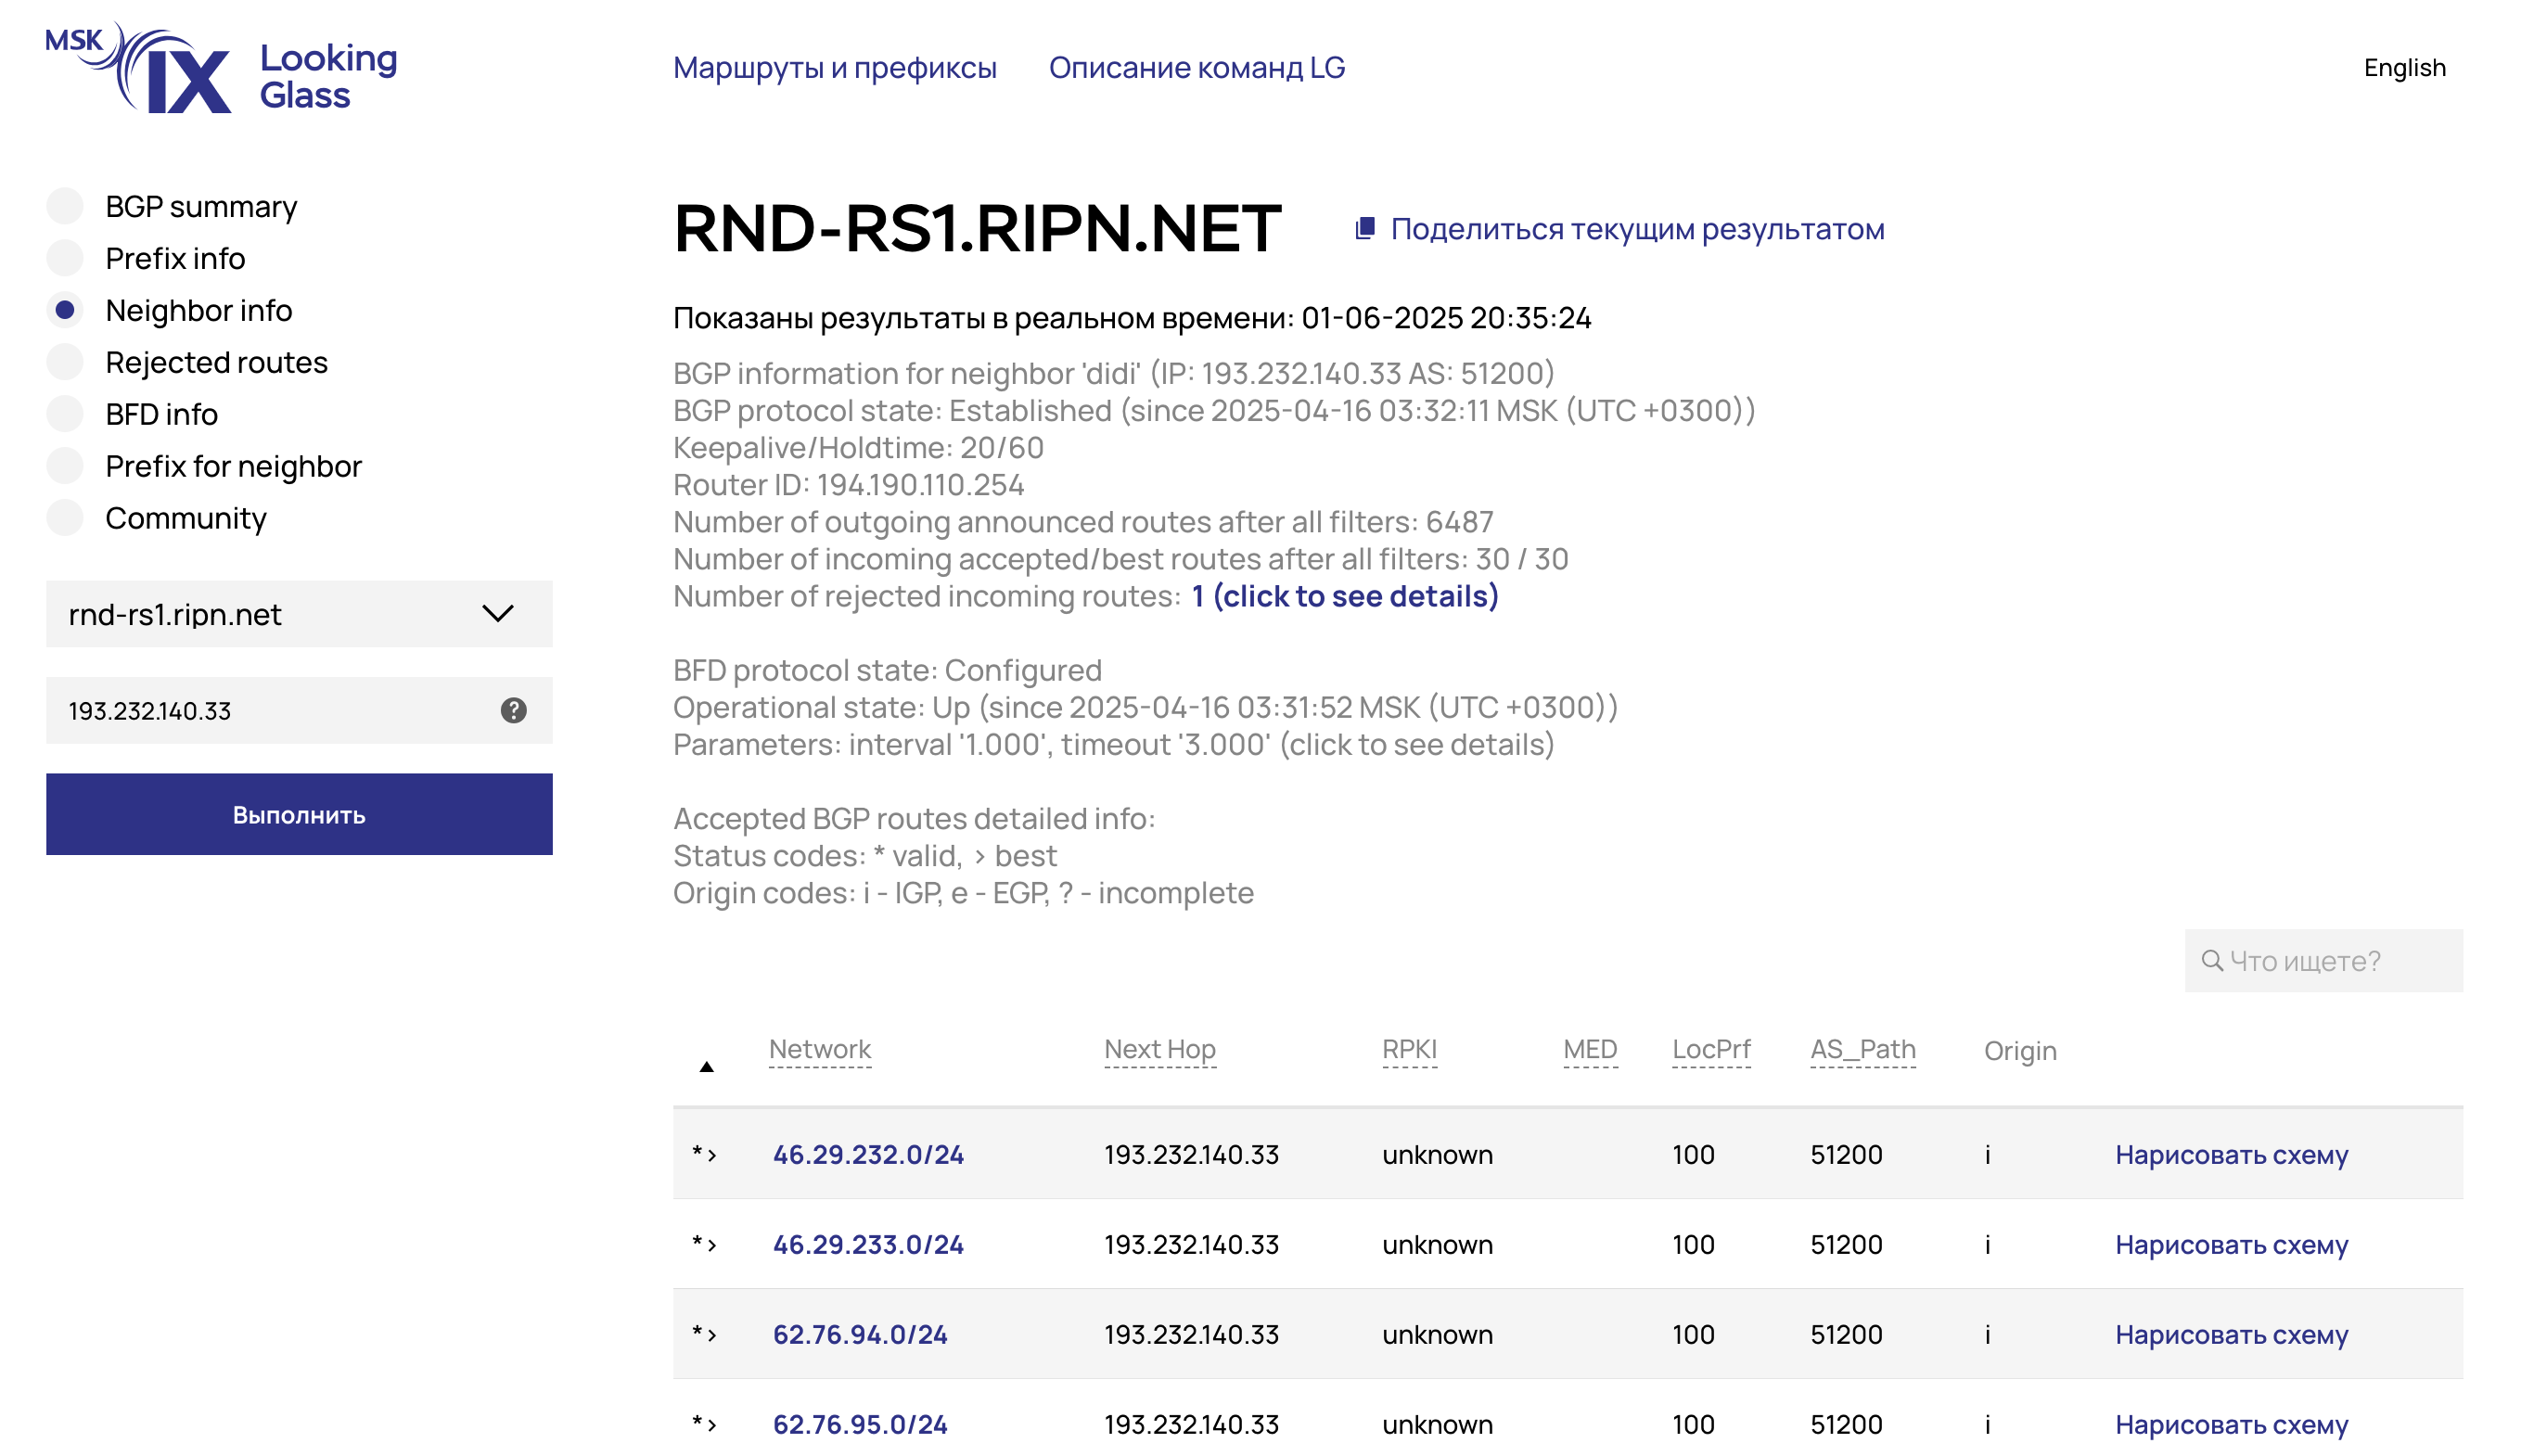 MSK IX Looking Glass
Маршруты и префиксы
Описание команд LG
English
BGP summary
Prefix info
Neighbor info
Rejected routes
BFD info
Prefix for neighbor
Community
rnd-rs1.ripn.net
193.232.140.33
?
Выполнить
RND-RS1.RIPN.NET
Поделиться текущим результатом
Показаны результаты в реальном времени: 01-06-2025 20:35:24
BGP information for neighbor 'didi' (IP: 193.232.140.33 AS: 51200)
BGP protocol state: Established (since 2025-04-16 03:32:11 MSK (UTC +0300))
Keepalive/Holdtime: 20/60
Router ID: 194.190.110.254
Number of outgoing announced routes after all filters: 6487
Number of incoming accepted/best routes after all filters: 30 / 30
Number of rejected incoming routes: 1 (click to see details)
BFD protocol state: Configured
Operational state: Up (since 2025-04-16 03:31:52 MSK (UTC +0300))
Parameters: interval '1.000', timeout '3.000' (click to see details)
Accepted BGP routes detailed info:
Status codes: * valid, > best
Origin codes: i - IGP, e - EGP, ? - incomplete
Что ищете?
▲ Network Next Hop RPKI MED LocPrf AS_Path Origin
* > 46.29.232.0/24 193.232.140.33 unknown 100 51200 i Нарисовать схему
* > 46.29.233.0/24 193.232.140.33 unknown 100 51200 i Нарисовать схему
* > 62.76.94.0/24 193.232.140.33 unknown 100 51200 i Нарисовать схему
* > 62.76.95.0/24 193.232.140.33 unknown 100 51200 i Нарисовать схему